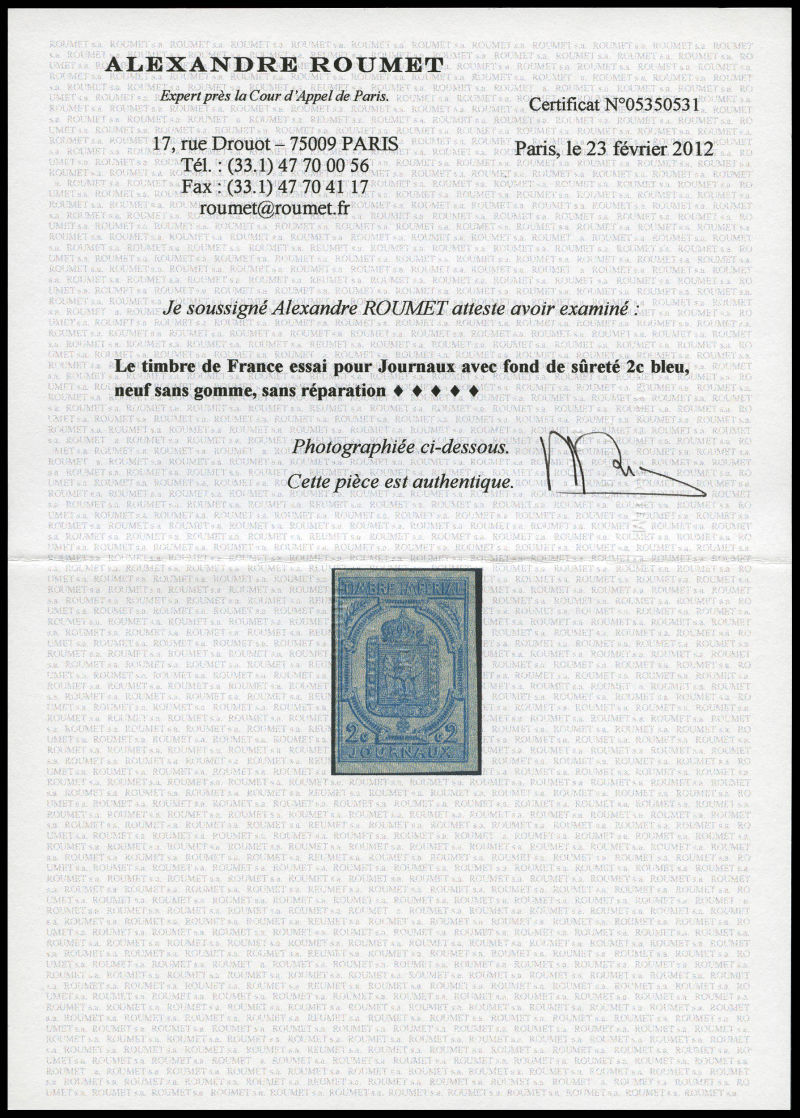 ALEXANDRE ROUMET
Expert près la Cour d'Appel de Paris.
Certificat N°05350531
17, rue Drouot – 75009 PARIS
Paris, le 23 février 2012
Tél. : (33.1) 47 70 00 56
Fax : (33.1) 47 70 41 17
roumet@roumet.fr
Je soussigné Alexandre ROUMET atteste avoir examiné :
Le timbre de France essai pour Journaux avec fond de sûreté 2c bleu,
neuf sans gomme, sans réparation ♦ ♦ ♦ ♦ ♦
Photographiée ci-dessous.
Cette pièce est authentique.
TIMBRE IMPERIAL
2c c2
JOURNAUX